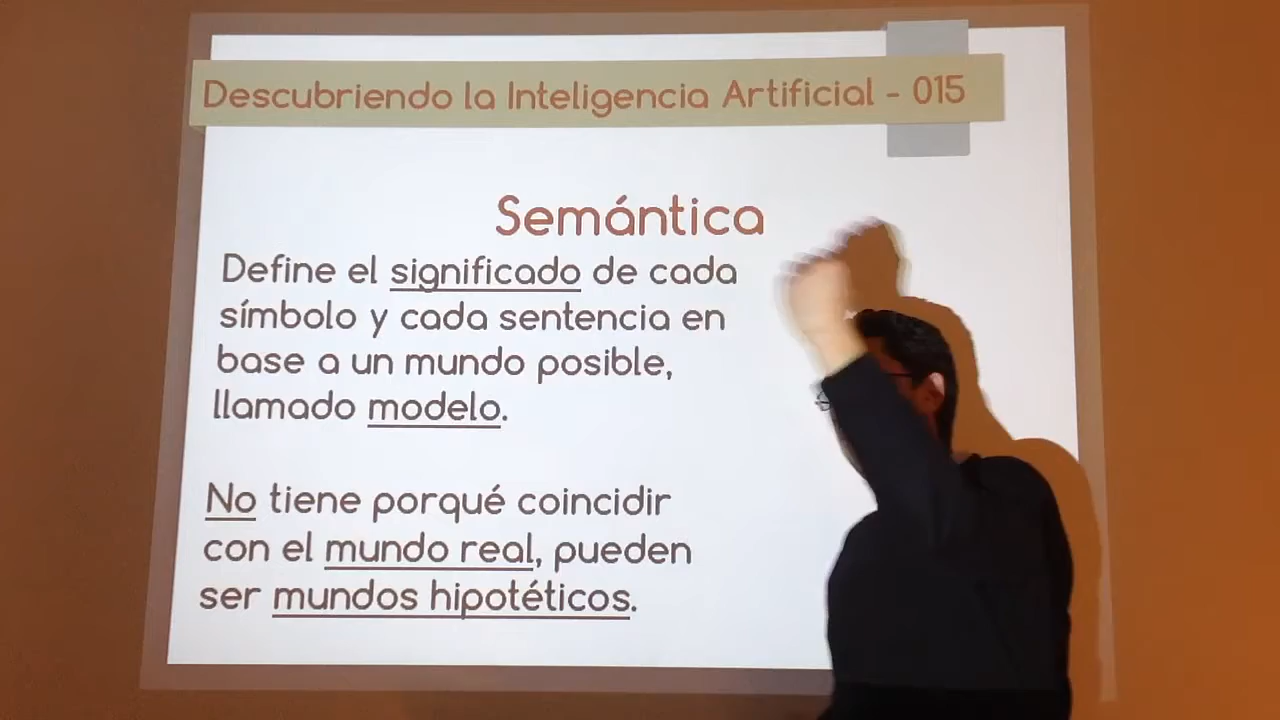 Descubriendo la Inteligencia Artificial - 015
Semántica
Define el significado de cada
símbolo y cada sentencia en
base a un mundo posible,
llamado modelo.
No tiene porqué coincidir
con el mundo real, pueden
ser mundos hipotéticos.